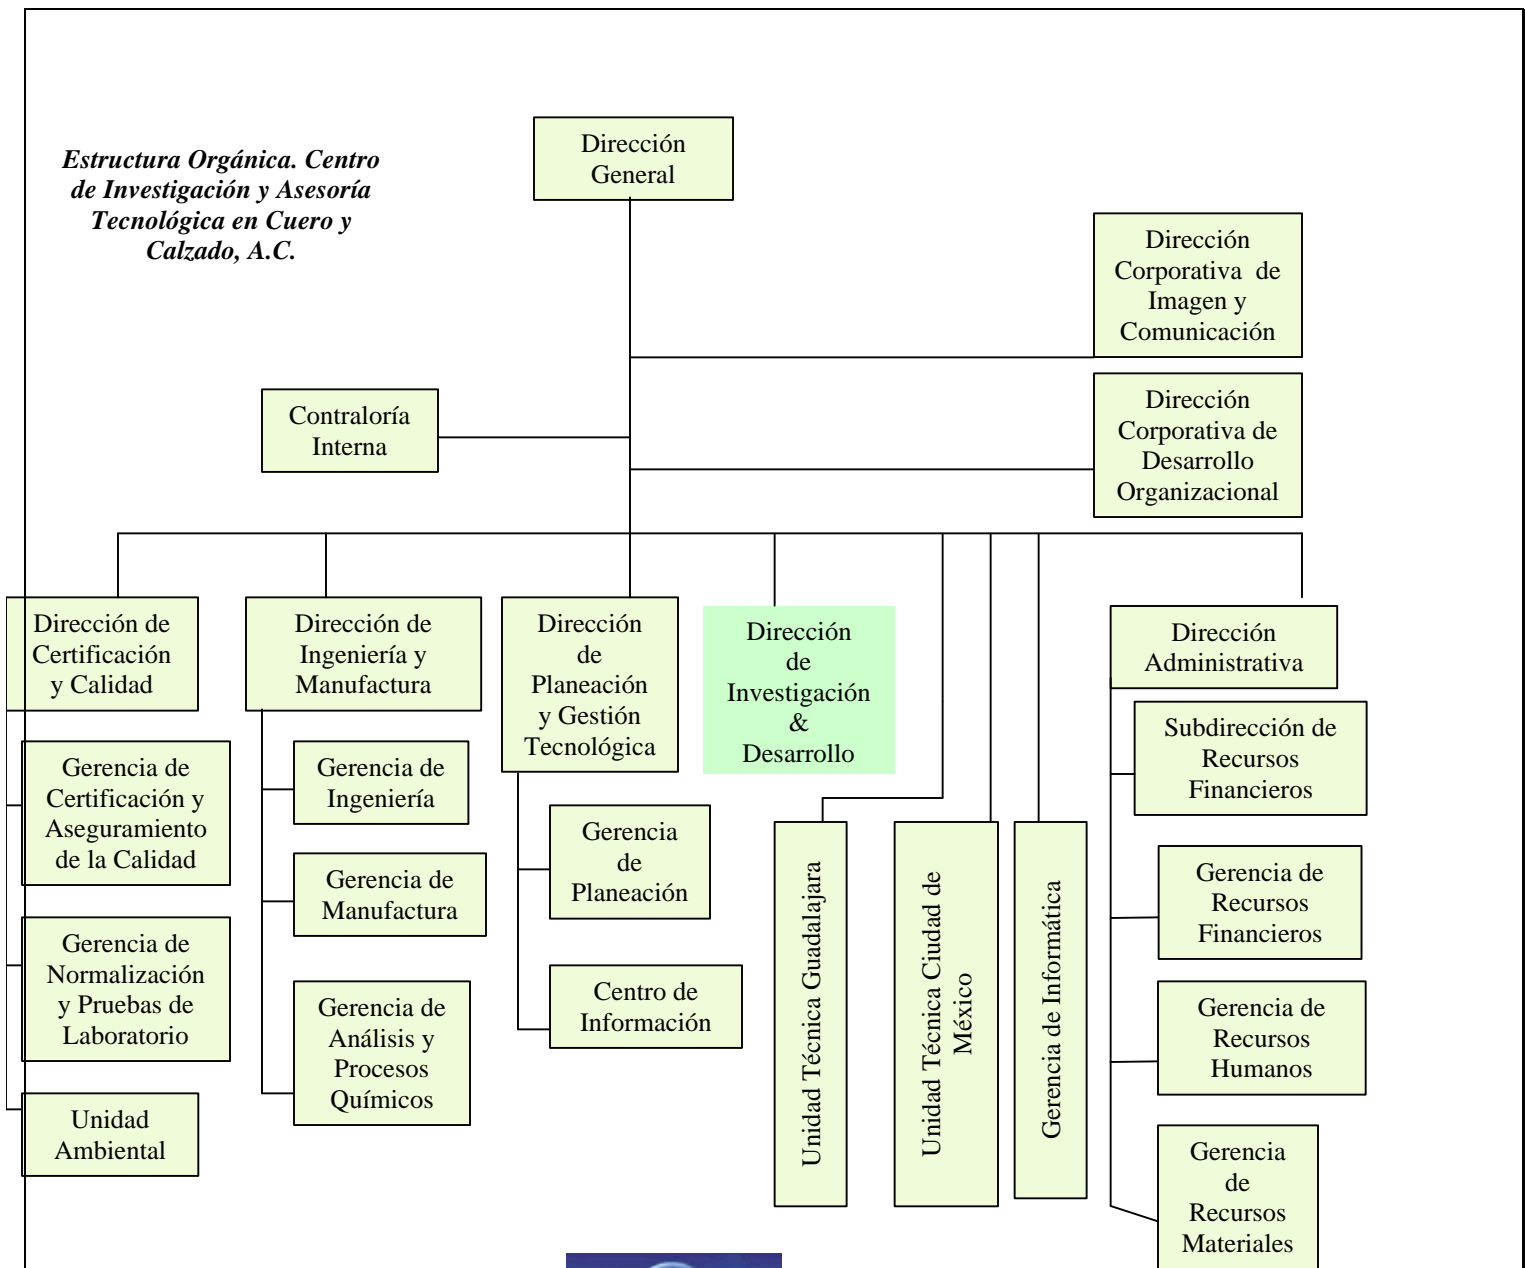 Estructura Orgánica. Centro
de Investigación y Asesoría
Tecnológica en Cuero y
Calzado, A.C.
Dirección
General
Dirección
Corporativa de
Imagen y
Comunicación
Contraloría
Interna
Dirección
Corporativa de
Desarrollo
Organizacional
Dirección de
Certificación
y Calidad
Dirección de
Ingeniería y
Manufactura
Dirección
de
Planeación
y Gestión
Tecnológica
Dirección
de
Investigación
&
Desarrollo
Dirección
Administrativa
Gerencia de
Certificación y
Aseguramiento
de la Calidad
Gerencia de
Normalización
y Pruebas de
Laboratorio
Unidad
Ambiental
Gerencia de
Ingeniería
Gerencia de
Manufactura
Gerencia de
Análisis y
Procesos
Químicos
Gerencia
de
Planeación
Centro de
Información
Unidad Técnica Guadalajara
Unidad Técnica Ciudad de
México
Gerencia de Informática
Subdirección de
Recursos
Financieros
Gerencia de
Recursos
Financieros
Gerencia de
Recursos
Humanos
Gerencia
de
Recursos
Materiales